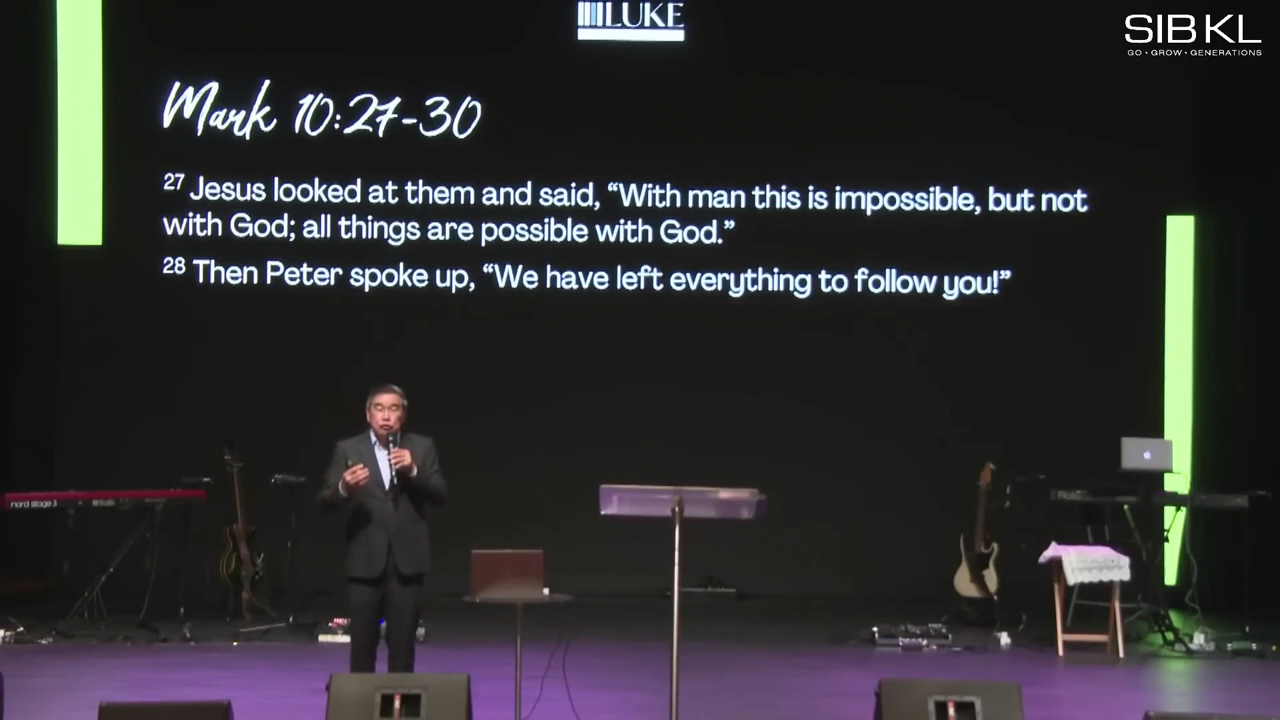 LUKE
SIBKL
GO • GROW • GENERATIONS
Mark 10:27-30
27 Jesus looked at them and said, “With man this is impossible, but not
with God; all things are possible with God.”
28 Then Peter spoke up, “We have left everything to follow you!”
nord stage 3